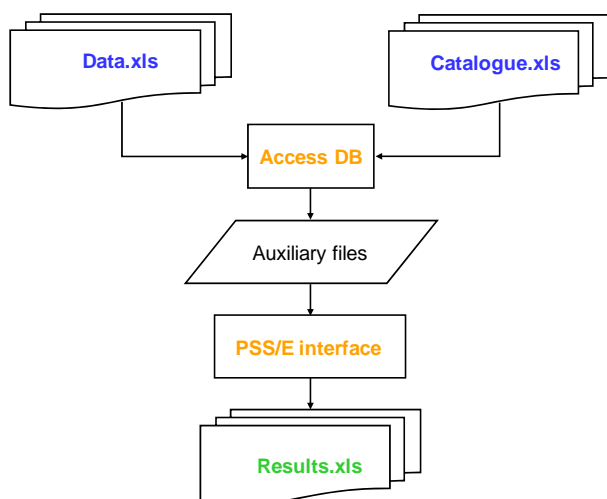 Data.xls
Catalogue.xls
Access DB
Auxiliary files
PSS/E interface
Results.xls